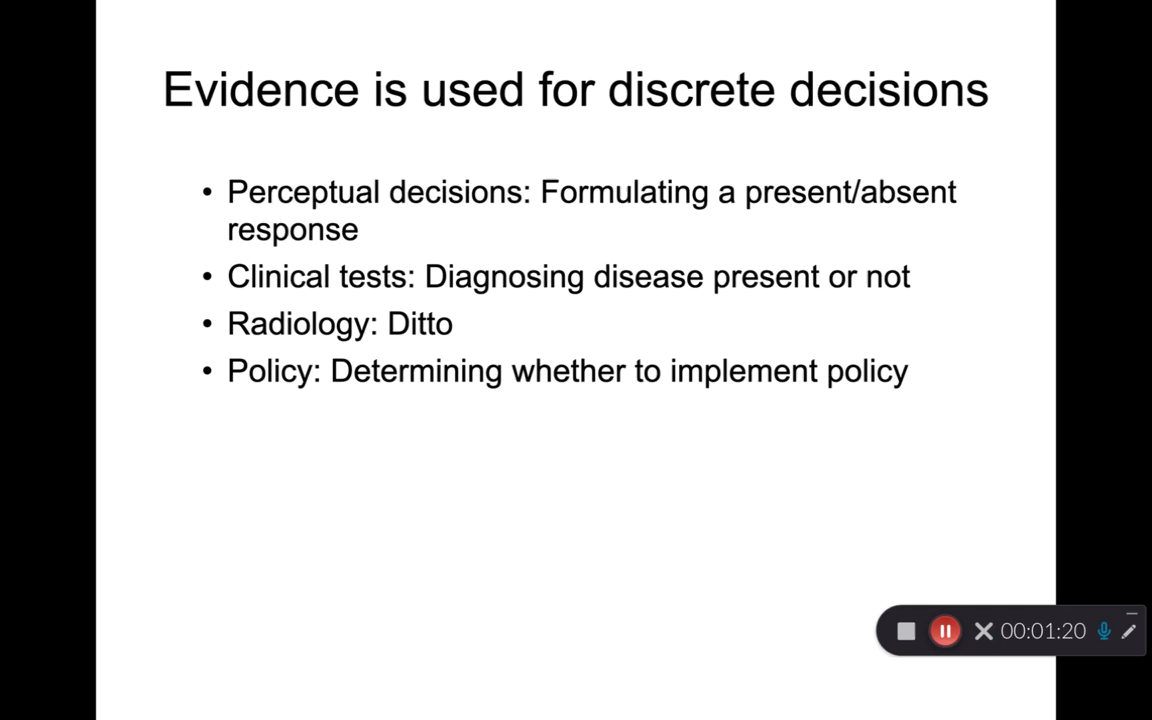 Evidence is used for discrete decisions
• Perceptual decisions: Formulating a present/absent
response
• Clinical tests: Diagnosing disease present or not
• Radiology: Ditto
• Policy: Determining whether to implement policy
00:01:20